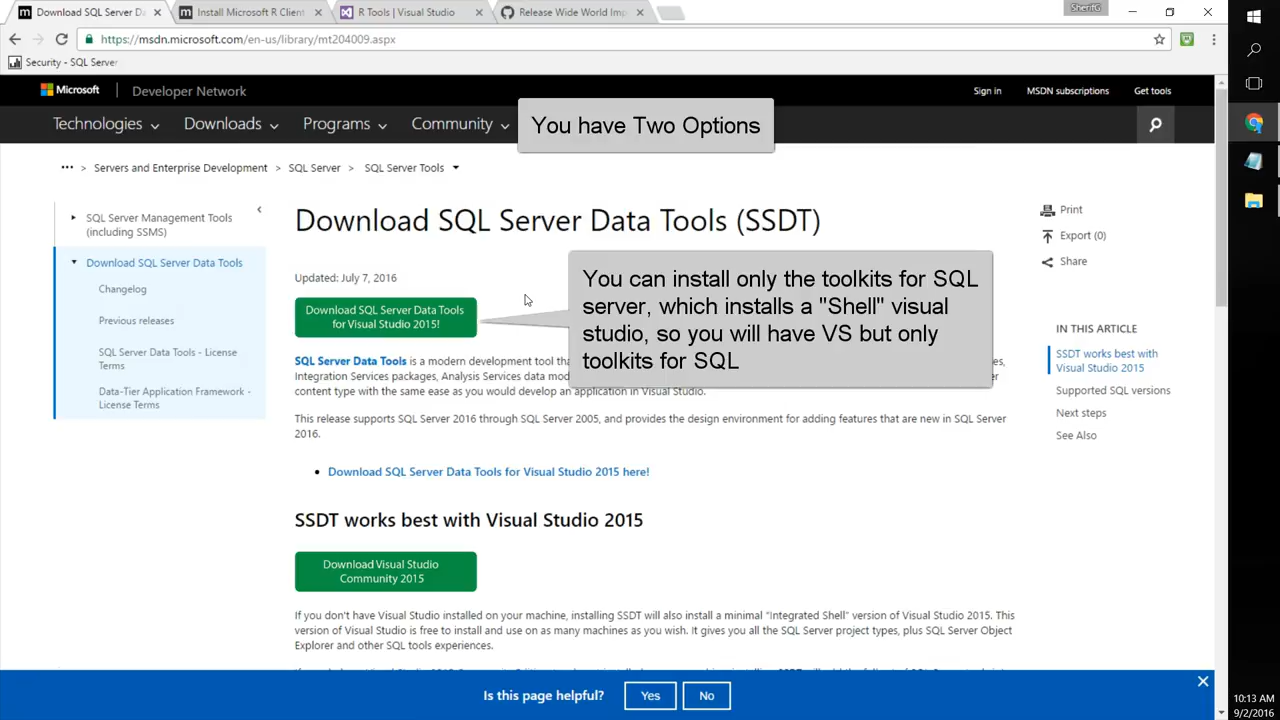 Download SQL Server Da
Install Microsoft R Client
R Tools | Visual Studio
Release Wide World Imp
SheritG
https://msdn.microsoft.com/en-us/library/mt204009.aspx
Security - SQL Server
Microsoft
Developer Network
Sign in
MSDN subscriptions
Get tools
Technologies
Downloads
Programs
Community
You have Two Options
••• > Servers and Enterprise Development > SQL Server > SQL Server Tools
SQL Server Management Tools
(including SSMS)
Download SQL Server Data Tools
Changelog
Previous releases
SQL Server Data Tools - License
Terms
Data-Tier Application Framework -
License Terms
Download SQL Server Data Tools (SSDT)
Updated: July 7, 2016
Download SQL Server Data Tools
for Visual Studio 2015!
You can install only the toolkits for SQL
server, which installs a "Shell" visual
studio, so you will have VS but only
toolkits for SQL
SQL Server Data Tools is a modern development tool tha
es,
Integration Services packages, Analysis Services data mod
er
content type with the same ease as you would develop an application in Visual Studio.
This release supports SQL Server 2016 through SQL Server 2005, and provides the design environment for adding features that are new in SQL Server
2016.
• Download SQL Server Data Tools for Visual Studio 2015 here!
SSDT works best with Visual Studio 2015
Download Visual Studio
Community 2015
If you don't have Visual Studio installed on your machine, installing SSDT will also install a minimal "Integrated Shell" version of Visual Studio 2015. This
version of Visual Studio is free to install and use on as many machines as you wish. It gives you all the SQL Server project types, plus SQL Server Object
Explorer and other SQL tools experiences.
Print
Export (0)
Share
IN THIS ARTICLE
SSDT works best with
Visual Studio 2015
Supported SQL versions
Next steps
See Also
Is this page helpful?
Yes
No
10:13 AM
9/2/2016